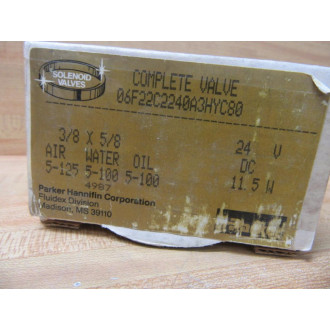 SOLENOID
VALVES
COMPLETE VALVE
06F22C2240A3HYC80
3/8 X 5/8
24 V
AIR WATER OIL
DC
5-125 5-100 5-100
11.5 W
4987
Parker Hannifin Corporation
Fluidex Division
Madison, MS 39110